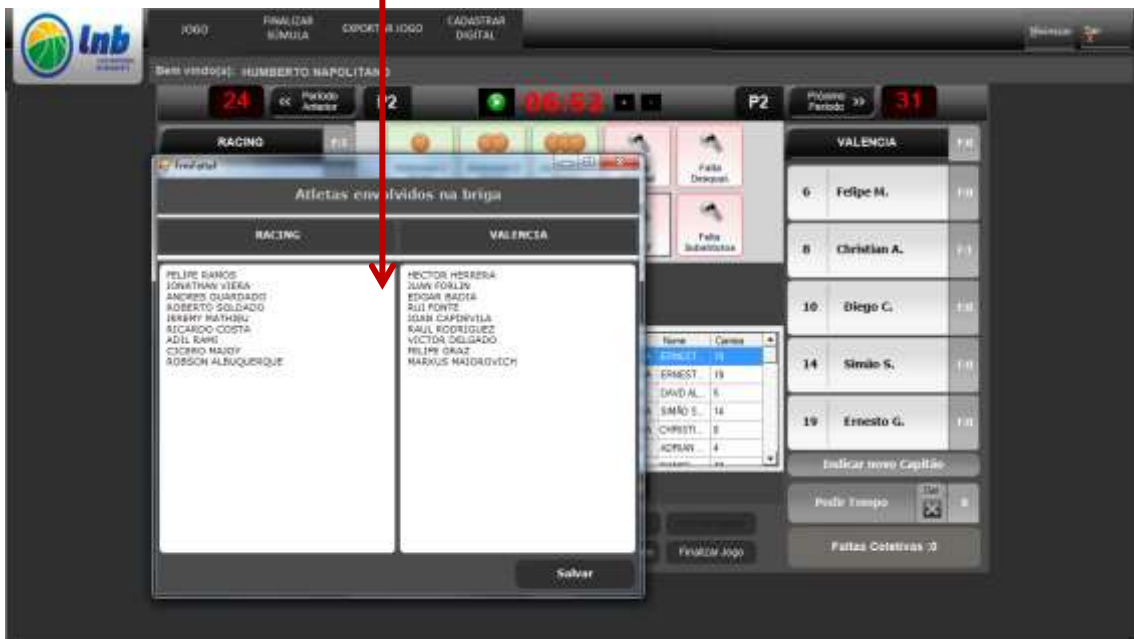 lnb
JOGO
FINALIZAR
SÚMULA
EXPORTAR JOGO
CADASTRAR
DIGITAL
Minimizar
Bem vindo(a): HUMBERTO NAPOLITANO
24
<< Período
Anterior
P2
06:52
P2
Próximo
Período >>
31
RACING
VALENCIA
Falta
Desqual.
Falta
Substitutos
Atletas envolvidos na briga
RACING
VALENCIA
FELIPE RAMOS
JONATHAN VIERA
ANDRES GUARDADO
ROBERTO SOLDADO
JEREMY MATHIEU
RICARDO COSTA
ADIL RAMI
CICERO MAJOY
ROBSON ALBUQUERQUE
HECTOR HERRERA
JUAN FORLIN
EDGAR BADIA
RUI FONTE
JOAN CAPDEVILA
RAUL RODRIGUEZ
VICTOR DELGADO
FELIPE GRAZ
MARKUS MAIOROVICH
Salvar
6 Felipe M.
8 Christian A.
10 Diego C.
14 Simão S.
19 Ernesto G.
Nome Camisa
ERNEST... 19
ERNEST... 19
DAVID AL... 5
SIMÃO S... 14
CHRISTI... 8
ADRIAN ... 4
Indicar novo Capitão
Pedir Tempo
0
Finalizar Jogo
Faltas Coletivas :0